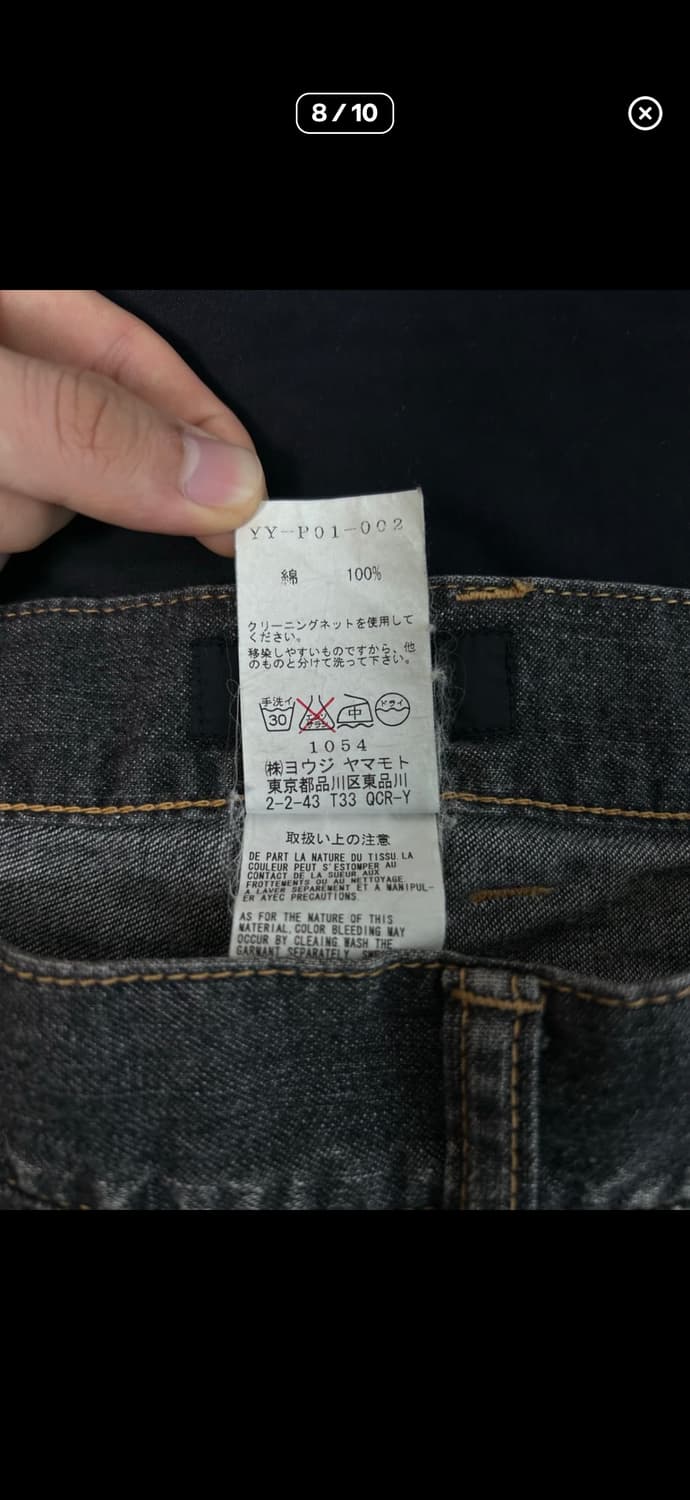 8 / 10
YY-P01-002
綿 100%
クリーニングネットを使用して
ください。
移染しやすいものですから、他
のものと分けて洗って下さい。
手洗イ 中 ドライ
30
1054
㈱ヨウジ ヤマモト
東京都品川区東品川
2-2-43 T33 QCR-Y
取扱い上の注意
DE PART LA NATURE DU TISSU.LA
COULEUR PEUT S'ESTOMPER AU
CONTACT DE LA SUEUR AUX
FROTTEMENTS OU AU NETTOYAGE
A LAVER SEPAREMENT ET A MANIPUL-
ER AYEC PRECAUTIONS
AS FOR THE NATURE OF THIS
MATERIAL,COLOR BLEEDING MAY
OCCUR BY CLEAING WASH THE
GARMANT SEPARATELY